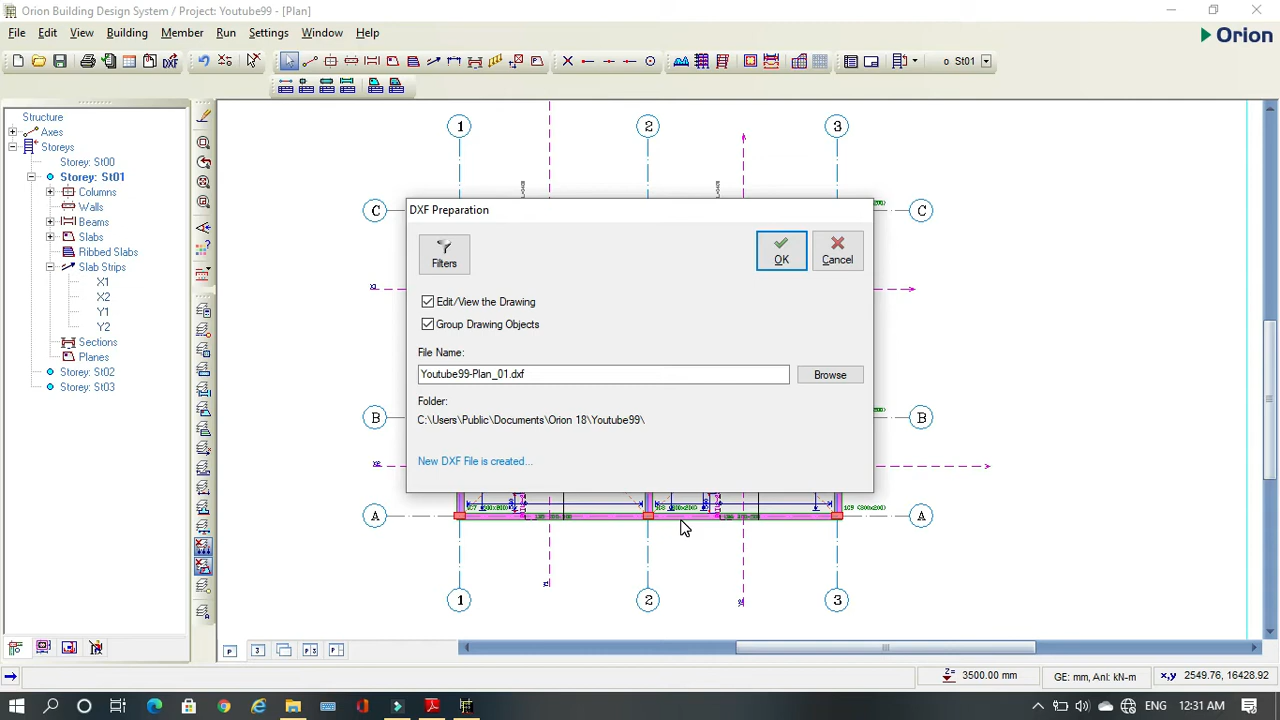 Orion Building Design System / Project: Youtube99 - [Plan]
File Edit View Building Member Run Settings Window Help
Orion
DXF
St01
Structure
Axes
Storeys
Storey: St00
Storey: St01
Columns
Walls
Beams
Slabs
Ribbed Slabs
Slab Strips
X1
X2
Y1
Y2
Sections
Planes
Storey: St02
Storey: St03
1 2 3
C C
B B
A A
1 2 3
DXF Preparation
Filters
OK
Cancel
Edit/View the Drawing
Group Drawing Objects
File Name:
Youtube99-Plan_01.dxf
Browse
Folder:
C:\Users\Public\Documents\Orion 18\Youtube99\
New DXF File is created...
1C9 (300x200)
Z= 3500.00 mm
GE: mm, Anl: kN-m
x,y 2549.76, 16428.92
12:31 AM